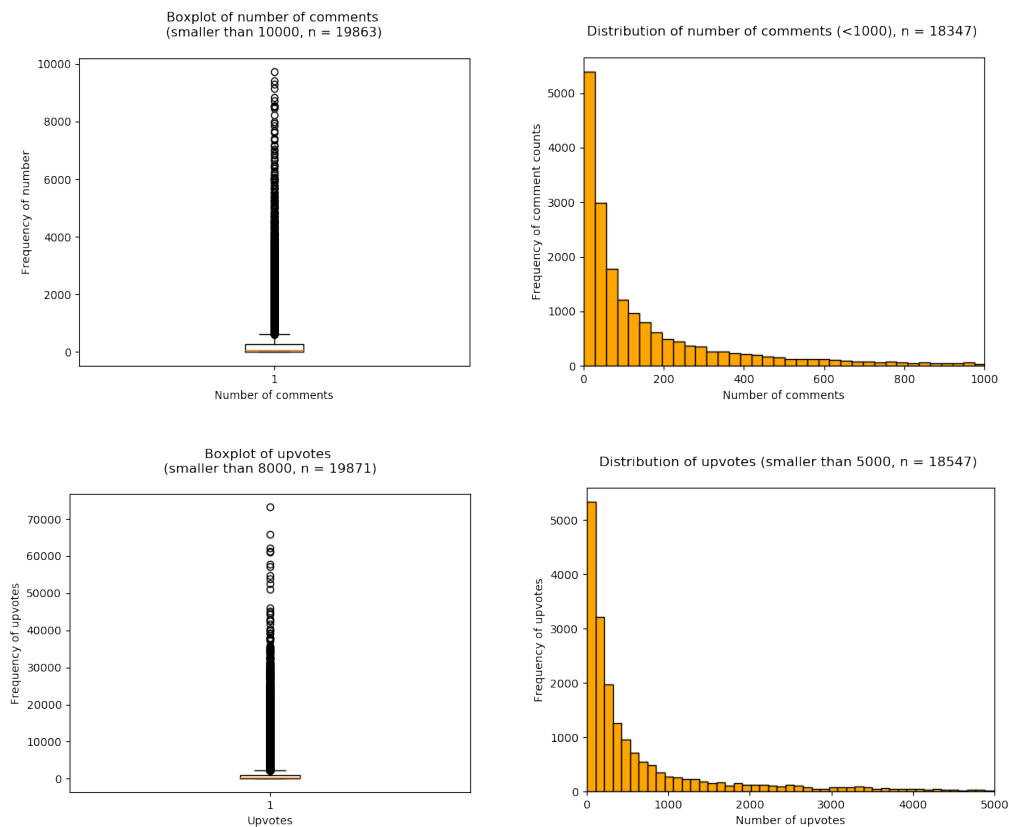 Boxplot of number of comments
(smaller than 10000, n = 19863)
10000
8000
6000
4000
2000
0
Frequency of number
1
Number of comments
Distribution of number of comments (<1000), n = 18347)
5000
4000
3000
2000
1000
0
Frequency of comment counts
0 200 400 600 800 1000
Number of comments
Boxplot of upvotes
(smaller than 8000, n = 19871)
70000
60000
50000
40000
30000
20000
10000
0
Frequency of upvotes
1
Upvotes
Distribution of upvotes (smaller than 5000, n = 18547)
5000
4000
3000
2000
1000
0
Frequency of upvotes
0 1000 2000 3000 4000 5000
Number of upvotes